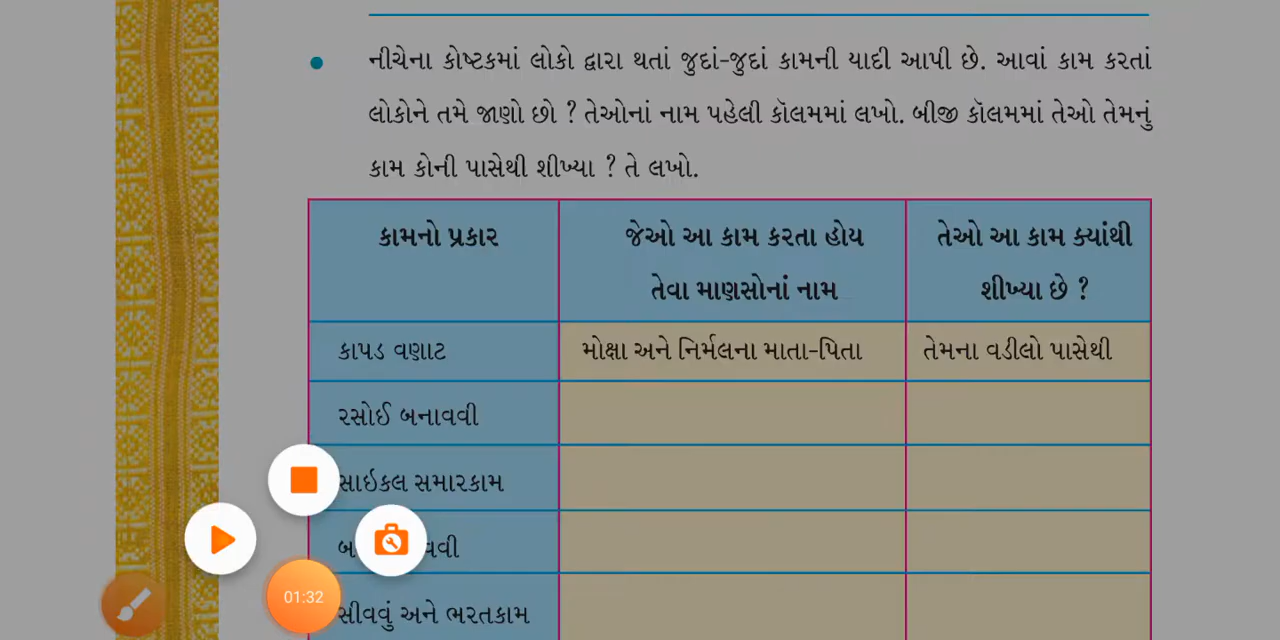 નીચેના કોષ્ટકમાં લોકો દ્વારા થતાં જુદાં-જુદાં કામની યાદી આપી છે. આવાં કામ કરતાં
લોકોને તમે જાણો છો ? તેઓનાં નામ પહેલી કૉલમમાં લખો. બીજી કૉલમમાં તેઓ તેમનું
કામ કોની પાસેથી શીખ્યા ? તે લખો.
કામનો પ્રકાર
જેઓ આ કામ કરતા હોય
તેવા માણસોનાં નામ
તેઓ આ કામ ક્યાંથી
શીખ્યા છે ?
કાપડ વણાટ
મોક્ષા અને નિર્મલના માતા-પિતા
તેમના વડીલો પાસેથી
રસોઈ બનાવવી
સાઇકલ સમારકામ
સીવવું અને ભરતકામ
01:32